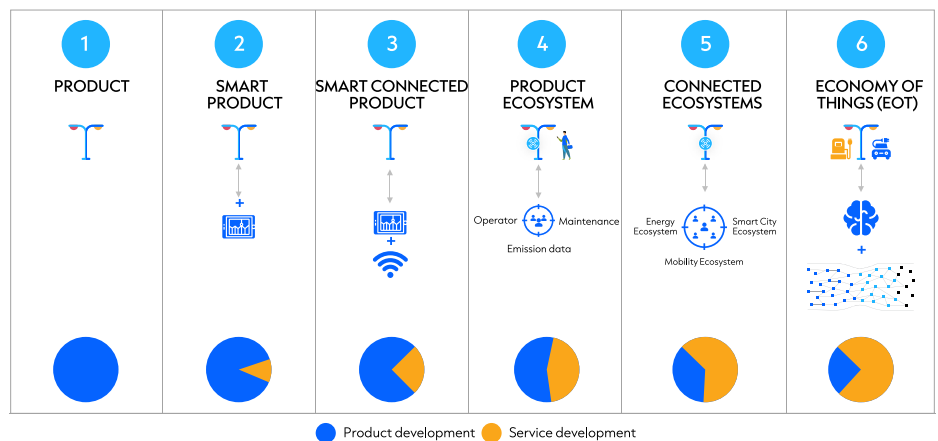 1
PRODUCT
2
SMART
PRODUCT
3
SMART CONNECTED
PRODUCT
4
PRODUCT
ECOSYSTEM
5
CONNECTED
ECOSYSTEMS
6
ECONOMY OF
THINGS (EOT)
+
+
Operator
Maintenance
Emission data
Energy
Ecosystem
Smart City
Ecosystem
Mobility Ecosystem
+
Product development
Service development